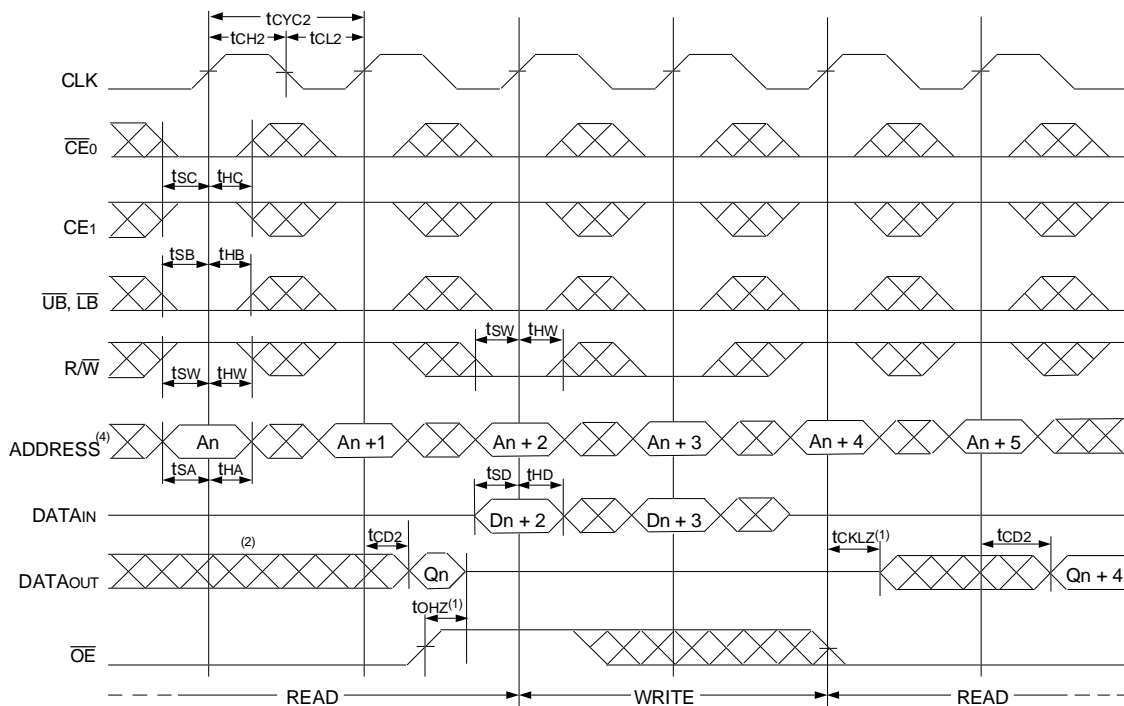 tCYC2
tCH2 tCL2
CLK
CE0
tSC tHC
CE1
tSB tHB
UB, LB
tSW tHW
R/W
tSW tHW
ADDRESS(4) An An +1 An + 2 An + 3 An + 4 An + 5
tSA tHA
tSD tHD
DATAIN Dn + 2 Dn + 3
(2) tCD2 tCKLZ(1) tCD2
DATAOUT Qn Qn + 4
tOHZ(1)
OE
READ WRITE READ